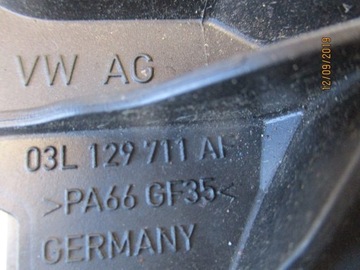 VW AG
03L 129 711 AF
>PA66 GF35<
GERMANY
12/09/2019